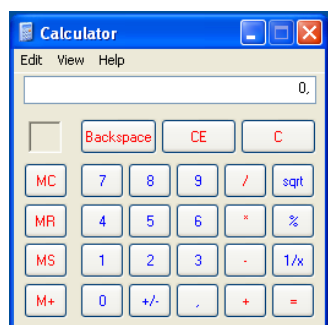 Calculator
Edit View Help
0,
Backspace CE C
MC 7 8 9 / sqrt
MR 4 5 6 * %
MS 1 2 3 - 1/x
M+ 0 +/- , + =